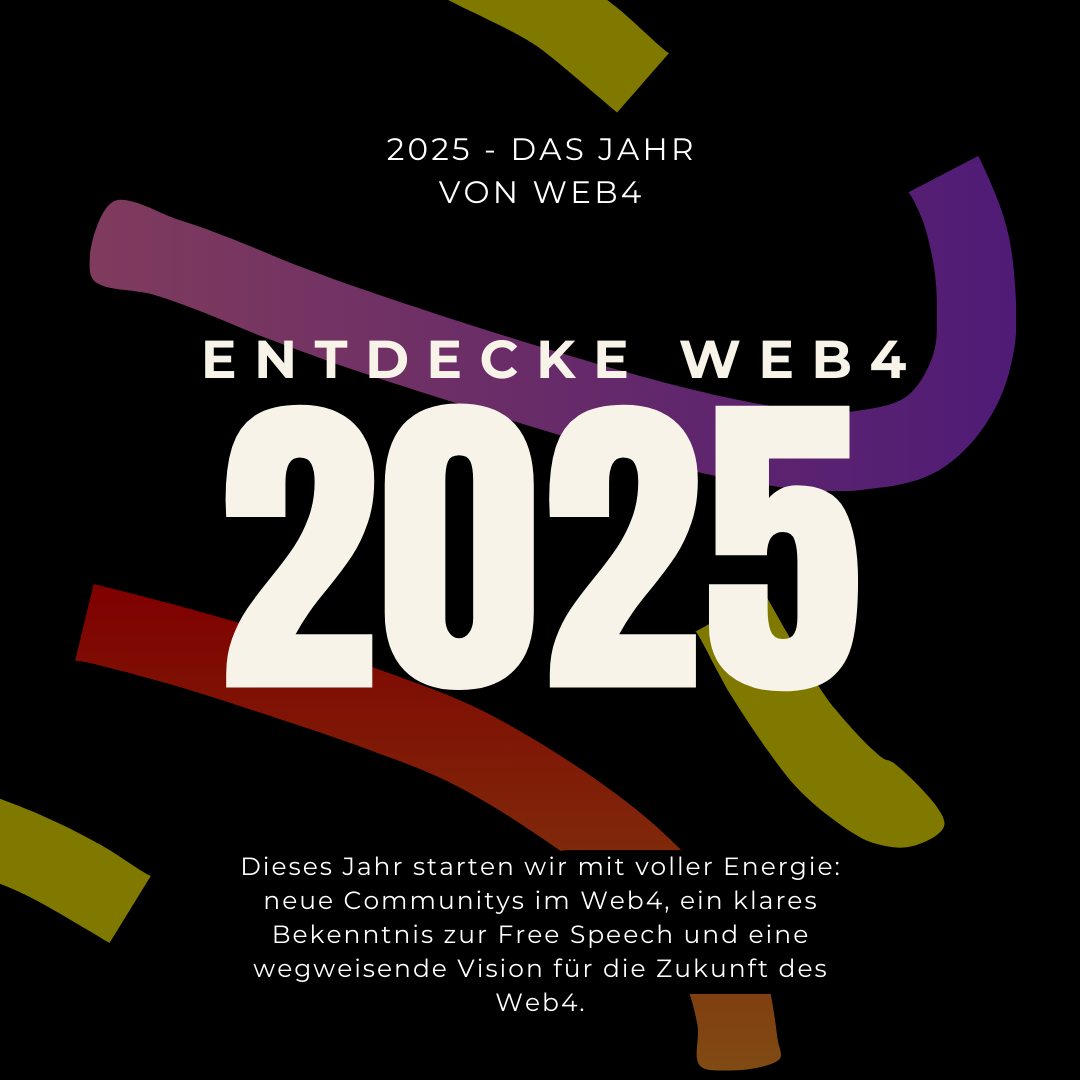 2025 - DAS JAHR
VON WEB4
ENTDECKE WEB4
2025
Dieses Jahr starten wir mit voller Energie:
neue Communitys im Web4, ein klares
Bekenntnis zur Free Speech und eine
wegweisende Vision für die Zukunft des
Web4.